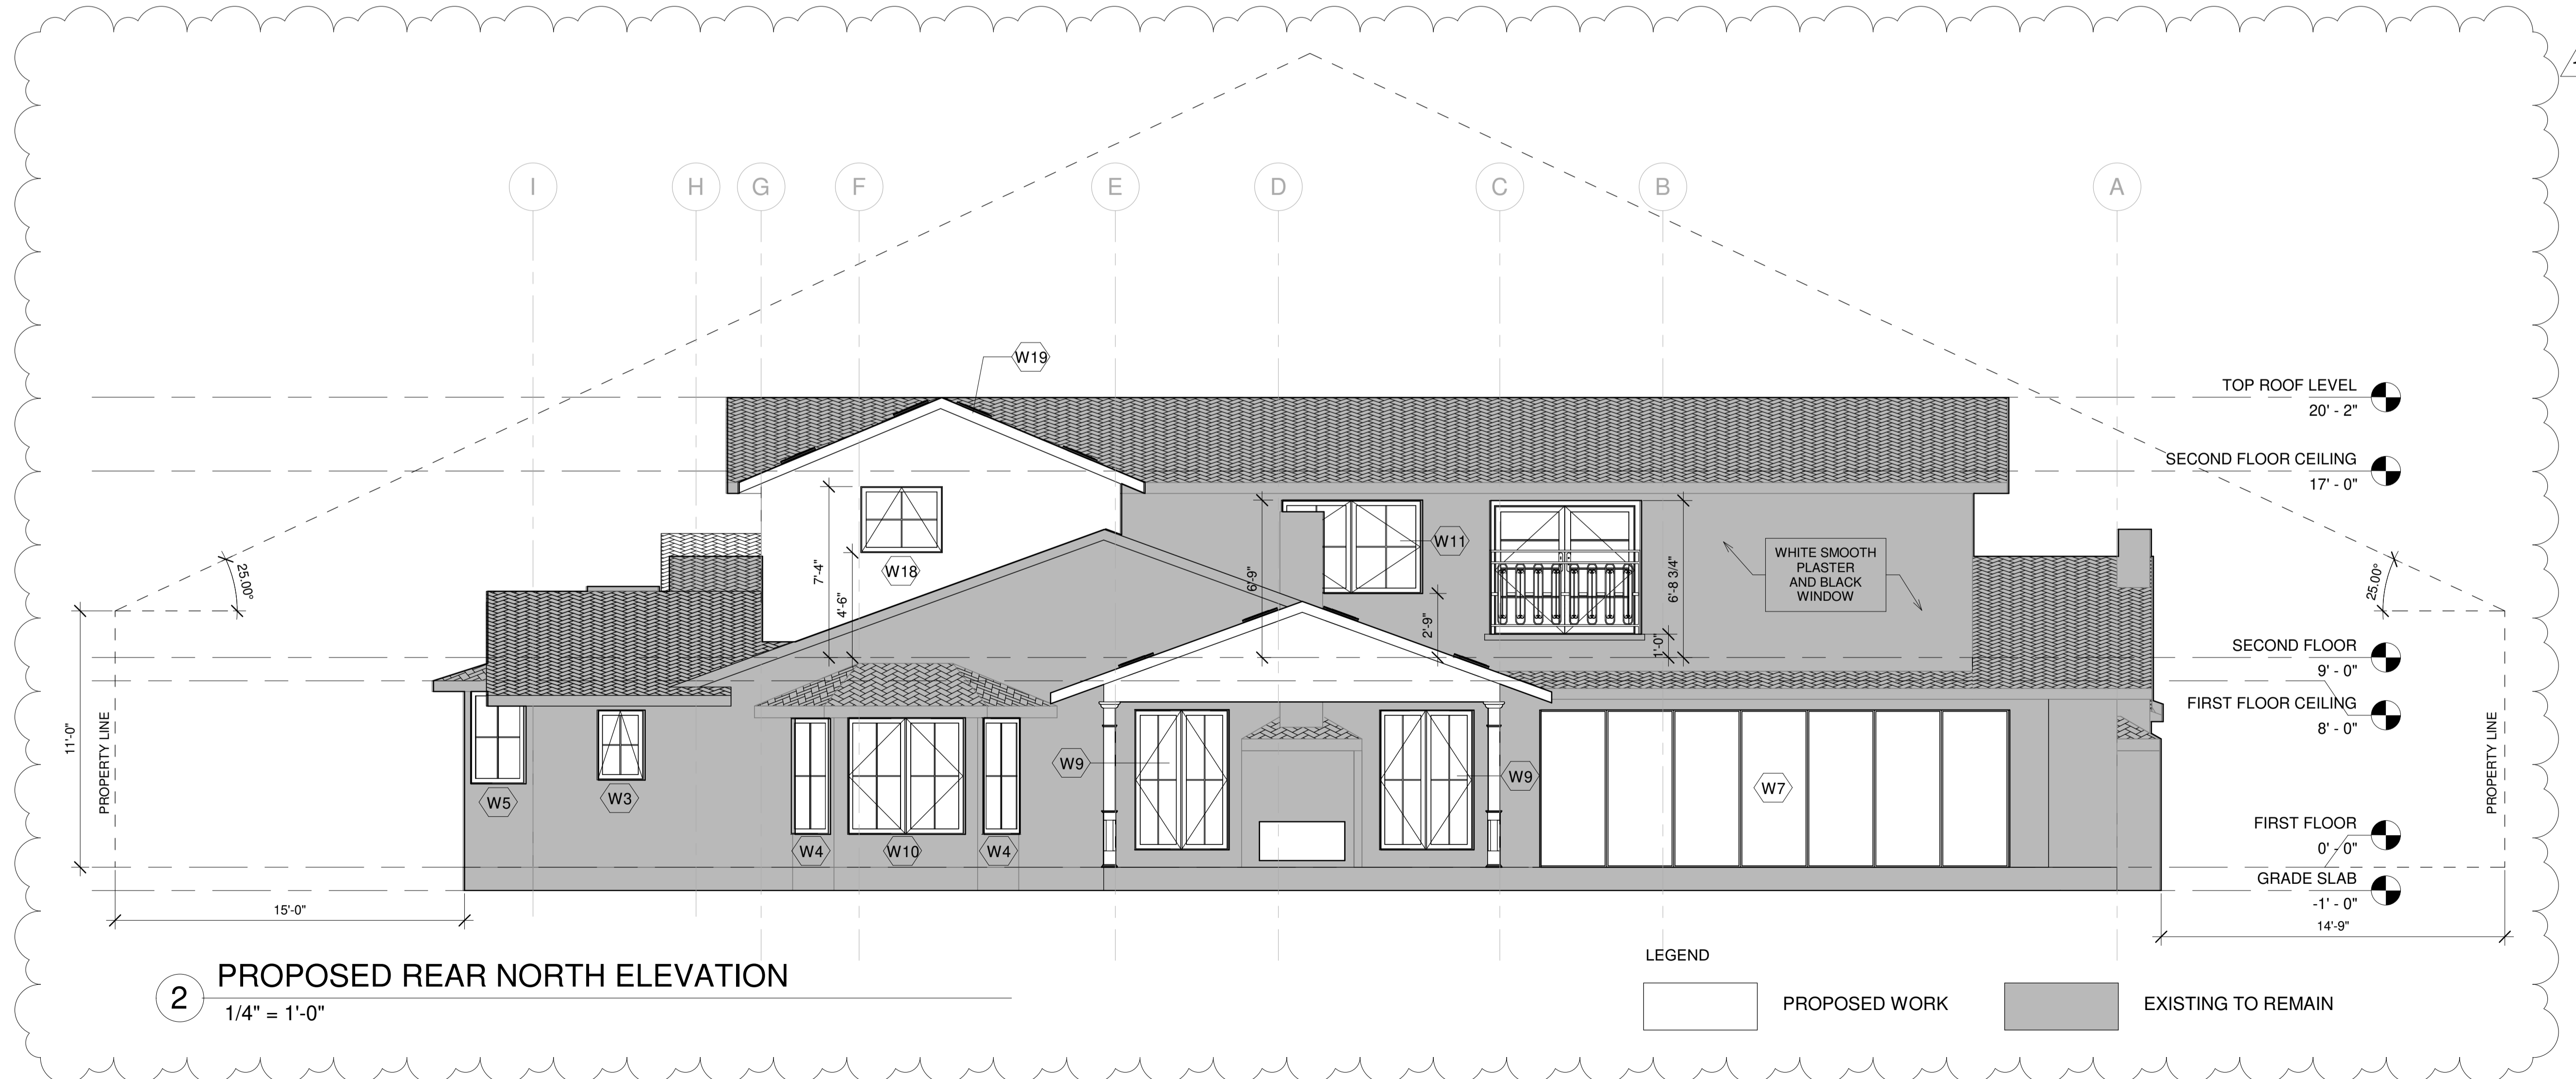 I
H
G
F
E
D
C
B
A
W19
TOP ROOF LEVEL
20' - 2"
SECOND FLOOR CEILING
17' - 0"
W18
7'-4"
4'-6"
6'-9"
W11
2'-9"
6'-8 3/4"
1'-0"
WHITE SMOOTH
PLASTER
AND BLACK
WINDOW
25.00°
25.00°
SECOND FLOOR
9' - 0"
FIRST FLOOR CEILING
8' - 0"
11'-0"
PROPERTY LINE
PROPERTY LINE
W5
W3
W4
W10
W4
W9
W9
W7
FIRST FLOOR
0' - 0"
GRADE SLAB
-1' - 0"
15'-0"
14'-9"
2
PROPOSED REAR NORTH ELEVATION
1/4" = 1'-0"
LEGEND
PROPOSED WORK
EXISTING TO REMAIN